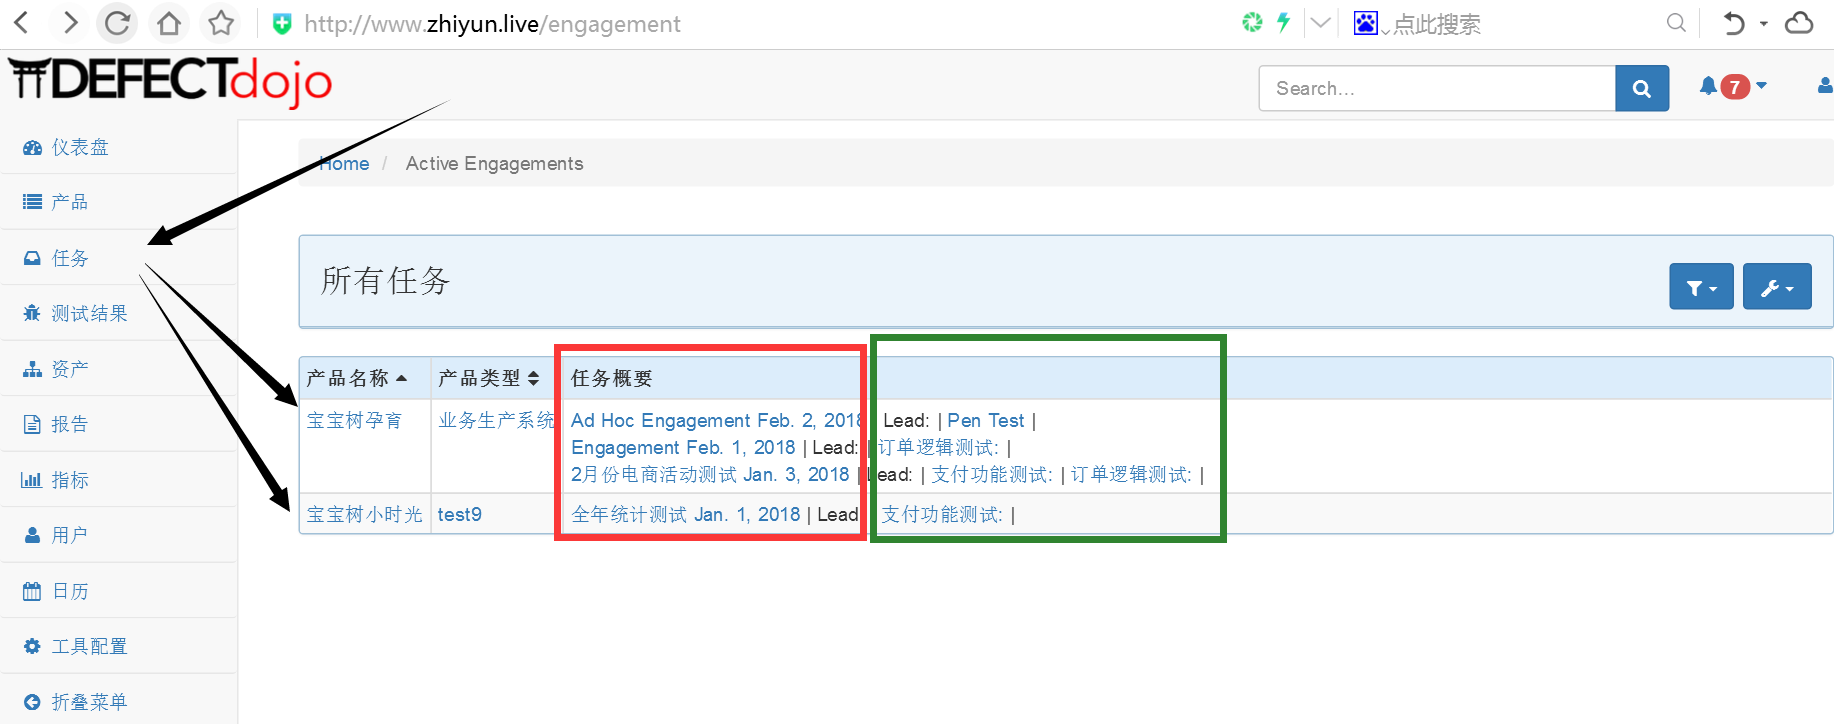 http://www.zhiyun.live/engagement
点此搜索
DEFECTdojo
Search...
7
仪表盘
产品
任务
测试结果
资产
报告
指标
用户
日历
工具配置
折叠菜单
Home / Active Engagements
所有任务
产品名称 产品类型 任务概要
宝宝树孕育 业务生产系统 Ad Hoc Engagement Feb. 2, 2018 Lead: | Pen Test |
Engagement Feb. 1, 2018 | Lead: | 订单逻辑测试: |
2月份电商活动测试 Jan. 3, 2018 | Lead: | 支付功能测试: | 订单逻辑测试: |
宝宝树小时光 test9 全年统计测试 Jan. 1, 2018 | Lead 支付功能测试: |